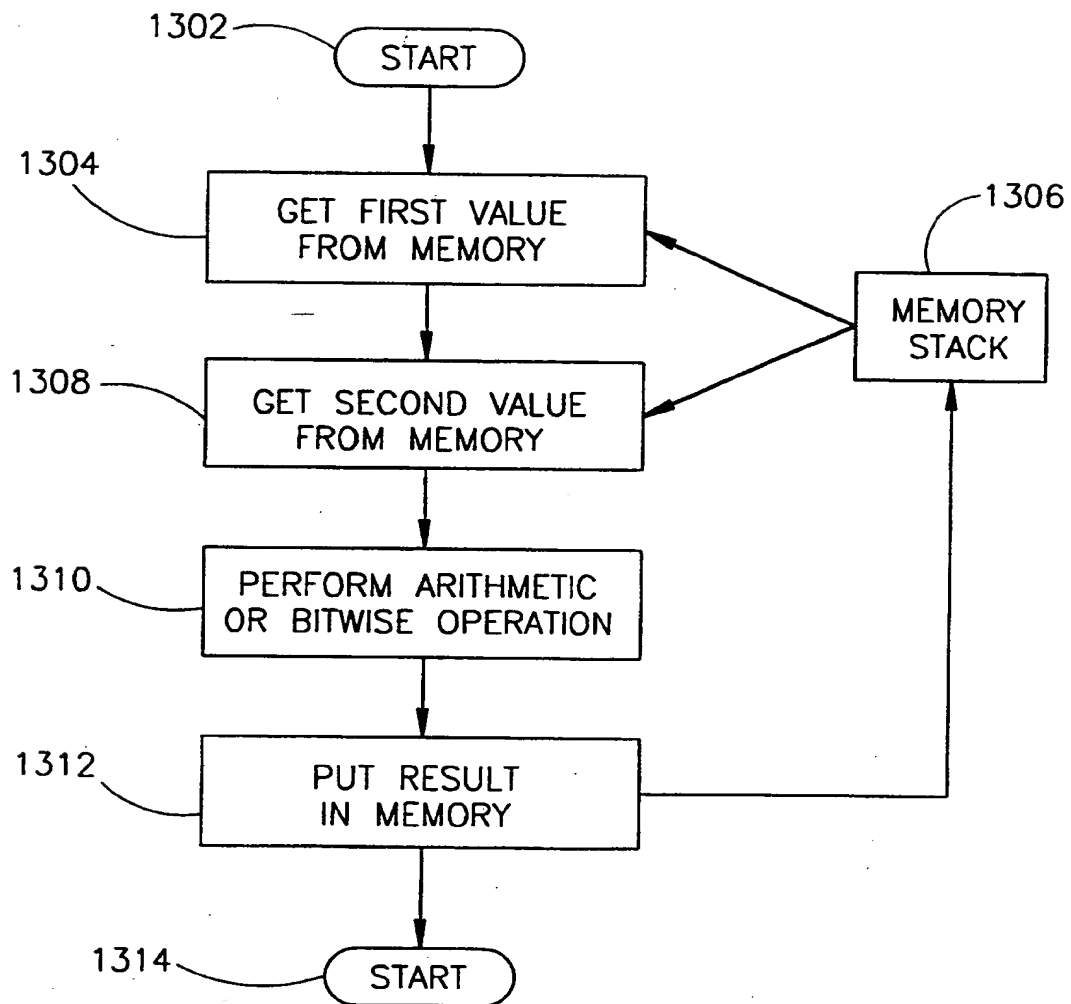 1302
START
1304
GET FIRST VALUE
FROM MEMORY
1306
MEMORY
STACK
1308
GET SECOND VALUE
FROM MEMORY
1310
PERFORM ARITHMETIC
OR BITWISE OPERATION
1312
PUT RESULT
IN MEMORY
1314
START